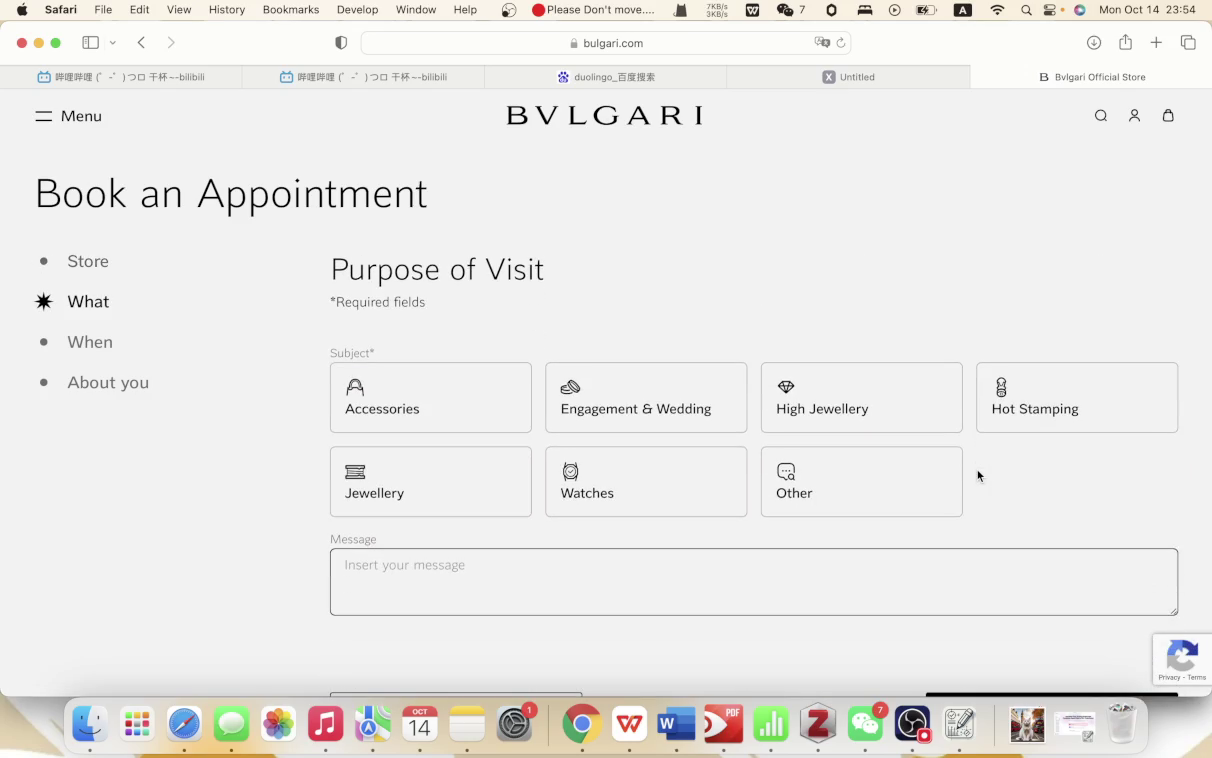 Safari File Edit View History Please Don't move.... 7KB/s 3KB/s 7 A Mon Oct 14 23:54
bulgari.com
哔哩哔哩 (゜-゜)つロ 干杯~-bilibili 哔哩哔哩 (゜-゜)つロ 干杯~-bilibili duolingo_百度搜索 X Untitled B Bvlgari Official Store
Menu BVLGARI
Book an Appointment
Store
What
When
About you
Purpose of Visit
*Required fields
Subject*
Accessories Engagement & Wedding High Jewellery Hot Stamping
Jewellery Watches Other
Message
Insert your message
Privacy - Terms
OCT 14 1 W PDF Z 7